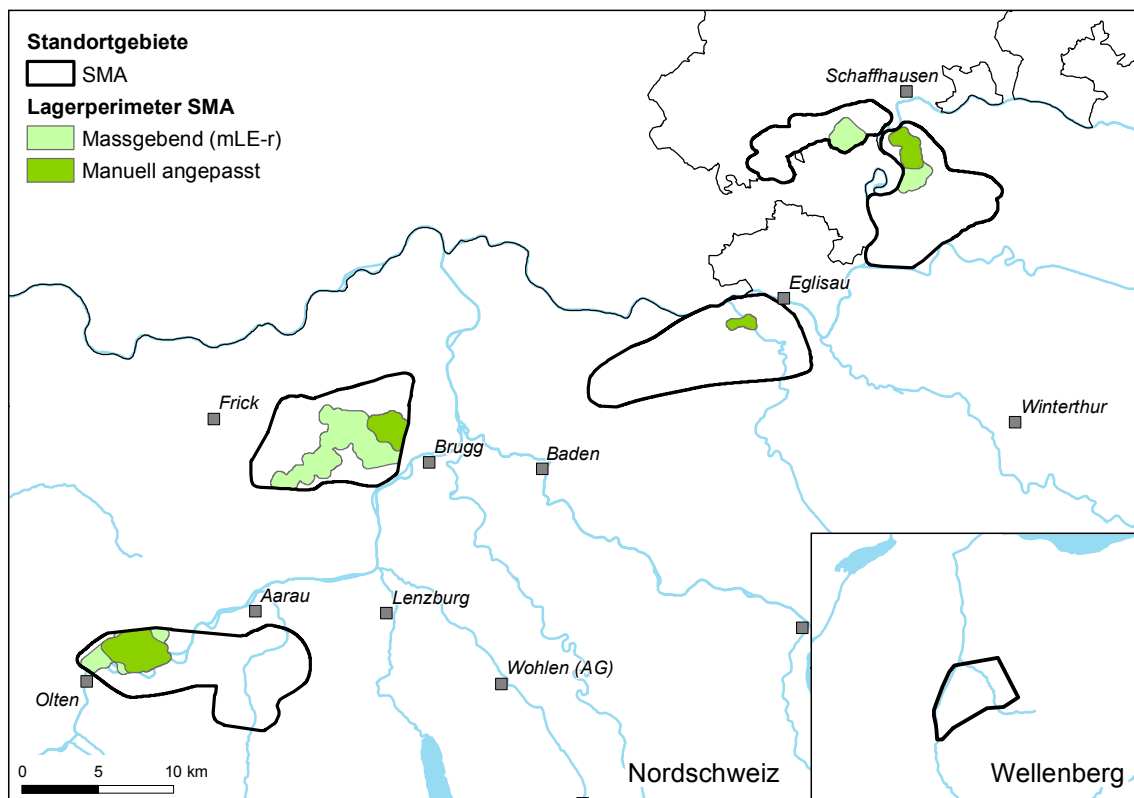 Standortgebiete
SMA
Lagerperimeter SMA
Massgebend (mLE-r)
Manuell angepasst
Schaffhausen
Eglisau
Frick
Winterthur
Brugg
Baden
Aarau
Lenzburg
Wohlen (AG)
Olten
0 5 10 km
Nordschweiz
Wellenberg